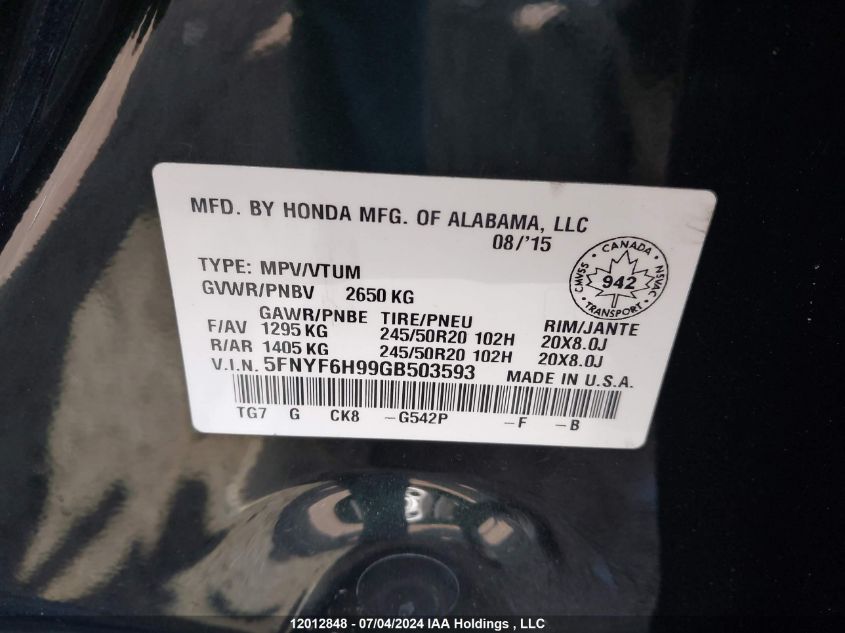 MFD. BY HONDA MFG. OF ALABAMA, LLC
08/'15
CANADA
CMVSS 942 NSVAC
TRANSPORT
TYPE: MPV/VTUM
GVWR/PNBV 2650 KG
GAWR/PNBE TIRE/PNEU RIM/JANTE
F/AV 1295 KG 245/50R20 102H 20X8.0J
R/AR 1405 KG 245/50R20 102H 20X8.0J
V.I.N. 5FNYF6H99GB503593 MADE IN U.S.A.
TG7 G CK8 -G542P -F -B
12012848 - 07/04/2024 IAA Holdings , LLC